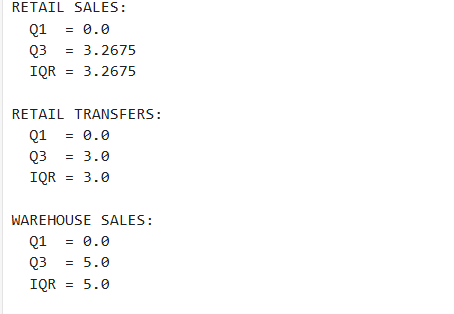 RETAIL SALES:
  Q1  = 0.0
  Q3  = 3.2675
  IQR = 3.2675

RETAIL TRANSFERS:
  Q1  = 0.0
  Q3  = 3.0
  IQR = 3.0

WAREHOUSE SALES:
  Q1  = 0.0
  Q3  = 5.0
  IQR = 5.0